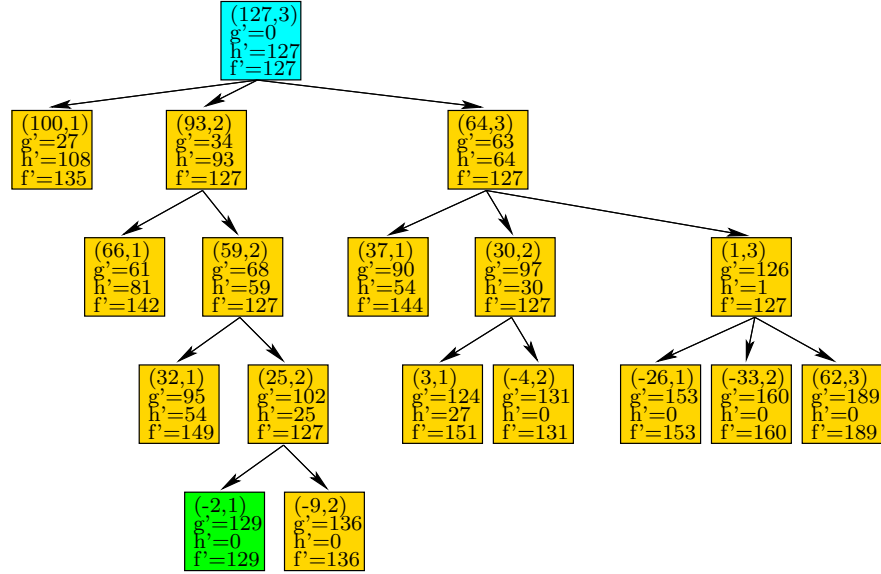 (127,3)
g'=0
h'=127
f'=127
(100,1)
g'=27
h'=108
f'=135
(93,2)
g'=34
h'=93
f'=127
(64,3)
g'=63
h'=64
f'=127
(66,1)
g'=61
h'=81
f'=142
(59,2)
g'=68
h'=59
f'=127
(37,1)
g'=90
h'=54
f'=144
(30,2)
g'=97
h'=30
f'=127
(1,3)
g'=126
h'=1
f'=127
(32,1)
g'=95
h'=54
f'=149
(25,2)
g'=102
h'=25
f'=127
(3,1)
g'=124
h'=27
f'=151
(-4,2)
g'=131
h'=0
f'=131
(-26,1)
g'=153
h'=0
f'=153
(-33,2)
g'=160
h'=0
f'=160
(62,3)
g'=189
h'=0
f'=189
(-2,1)
g'=129
h'=0
f'=129
(-9,2)
g'=136
h'=0
f'=136